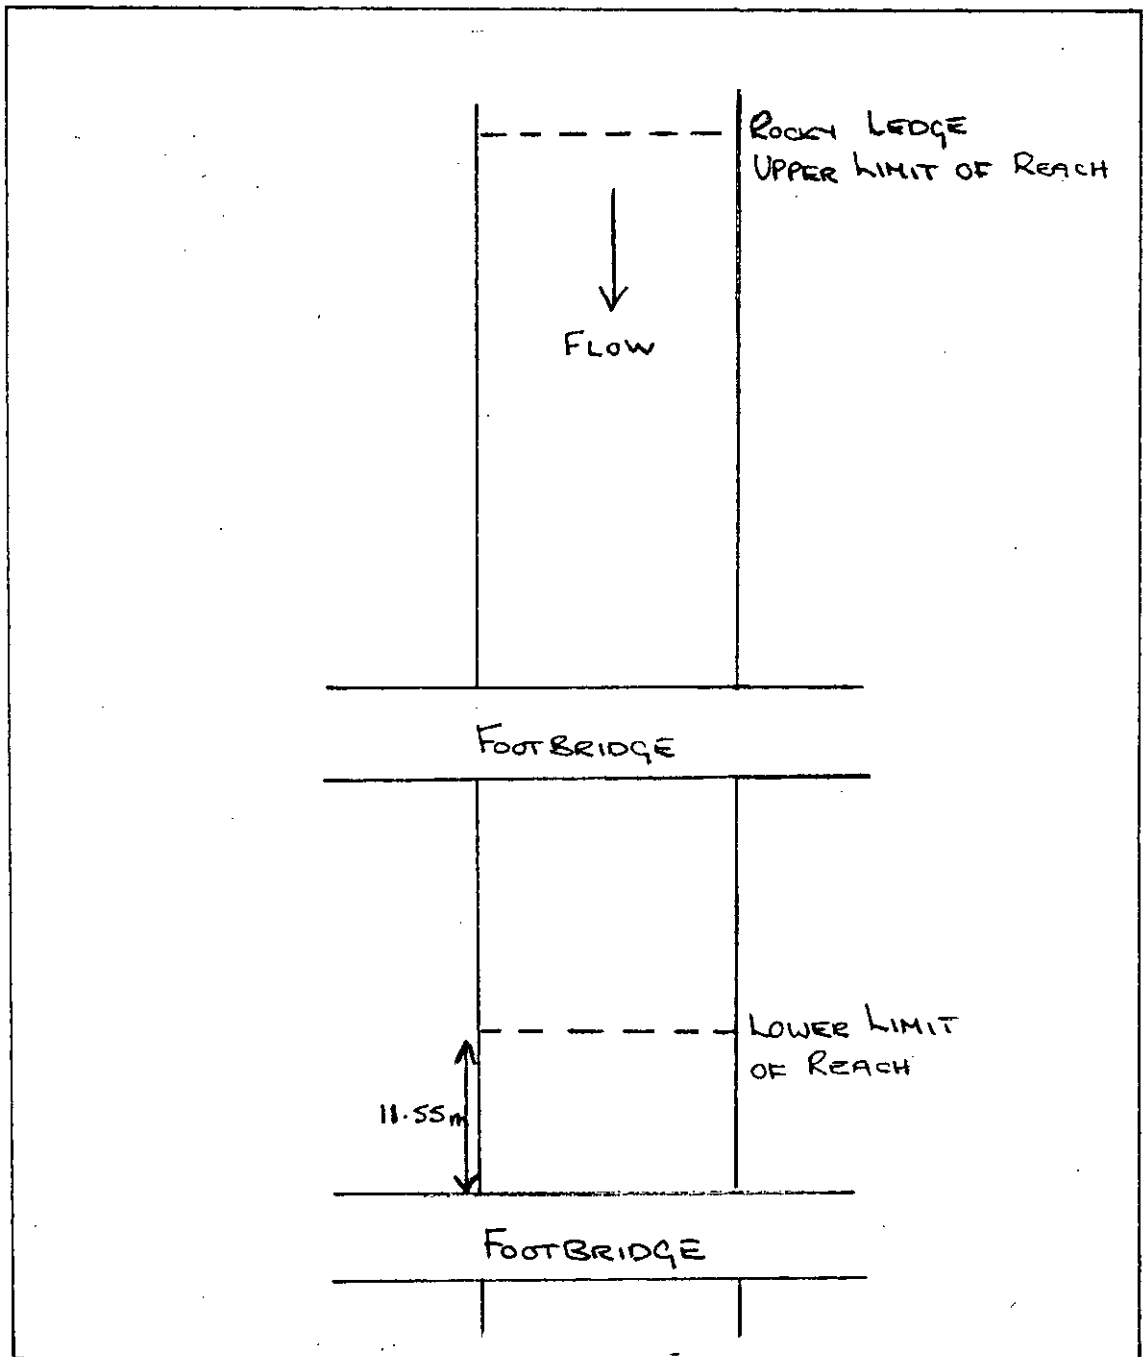 ROCKY LEDGE
UPPER LIMIT OF REACH
FLOW
FOOTBRIDGE
LOWER LIMIT
OF REACH
11.55m
FOOTBRIDGE